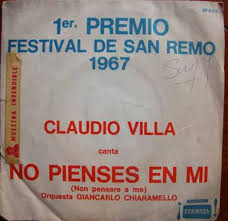 1er. PREMIO
FESTIVAL DE SAN REMO
1967
MUESTRA INVENDIBLE
CLAUDIO VILLA
canta
NO PIENSES EN MI
(Non pensare a me)
Orquesta GIANCARLO CHIARAMELLO
FERMATA